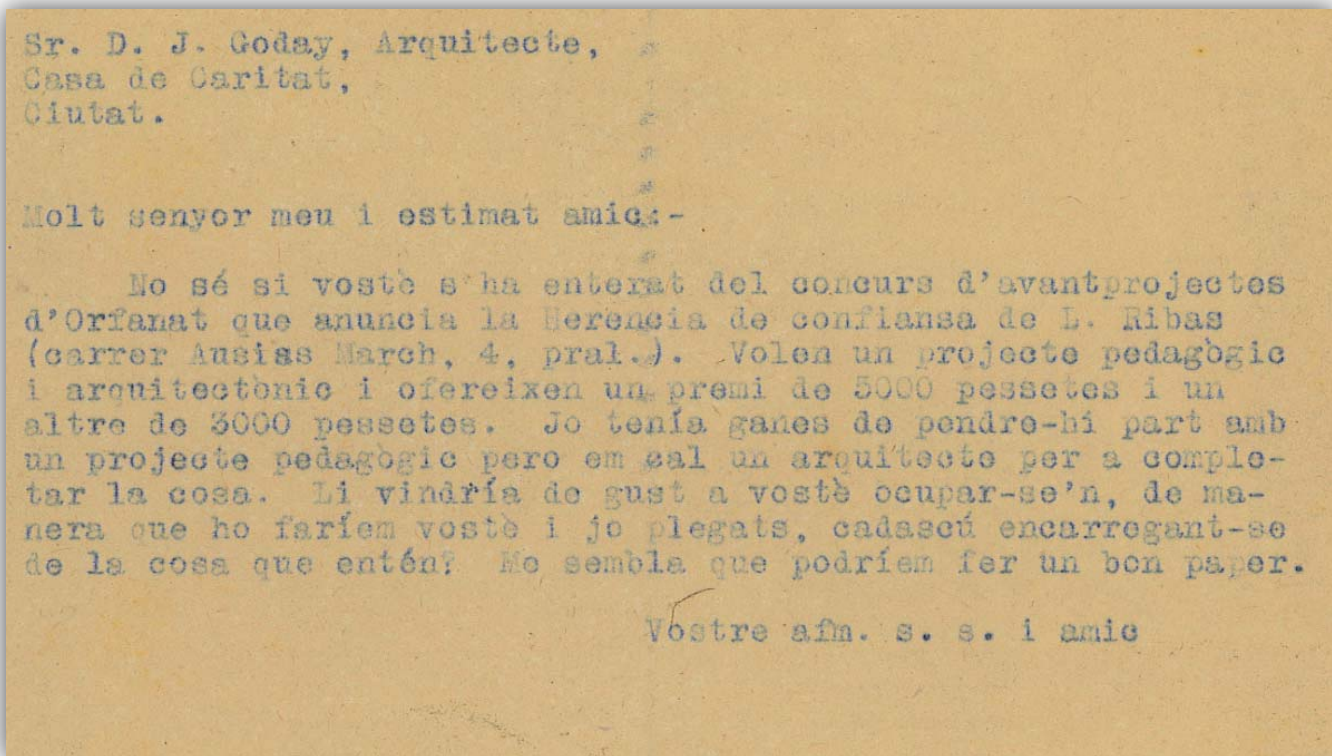 Sr. D. J. Goday, Arquitecte,
Casa de Caritat,
Ciutat.
Molt senyor meu i estimat amic:-
No sé si vostè s'ha enterat del concurs d'avantprojectes
d'Orfanat que anuncia la Herencia de confiansa de L. Ribas
(carrer Ausias March, 4, pral.). Volen un projecte pedagògic
i arquitectònic i ofereixen un premi de 5000 pessetes i un
altre de 3000 pessetes. Jo tenía ganes de pendre-hi part amb
un projecte pedagògic pero em cal un arquitecte per a comple-
tar la cosa. Li vindría de gust a vostè ocupar-se'n, de ma-
nera que ho faríem vostè i jo plegats, cadascú encarregant-se
de la cosa que entén? Me sembla que podríem fer un bon paper.
Vostre afm. s. s. i amic